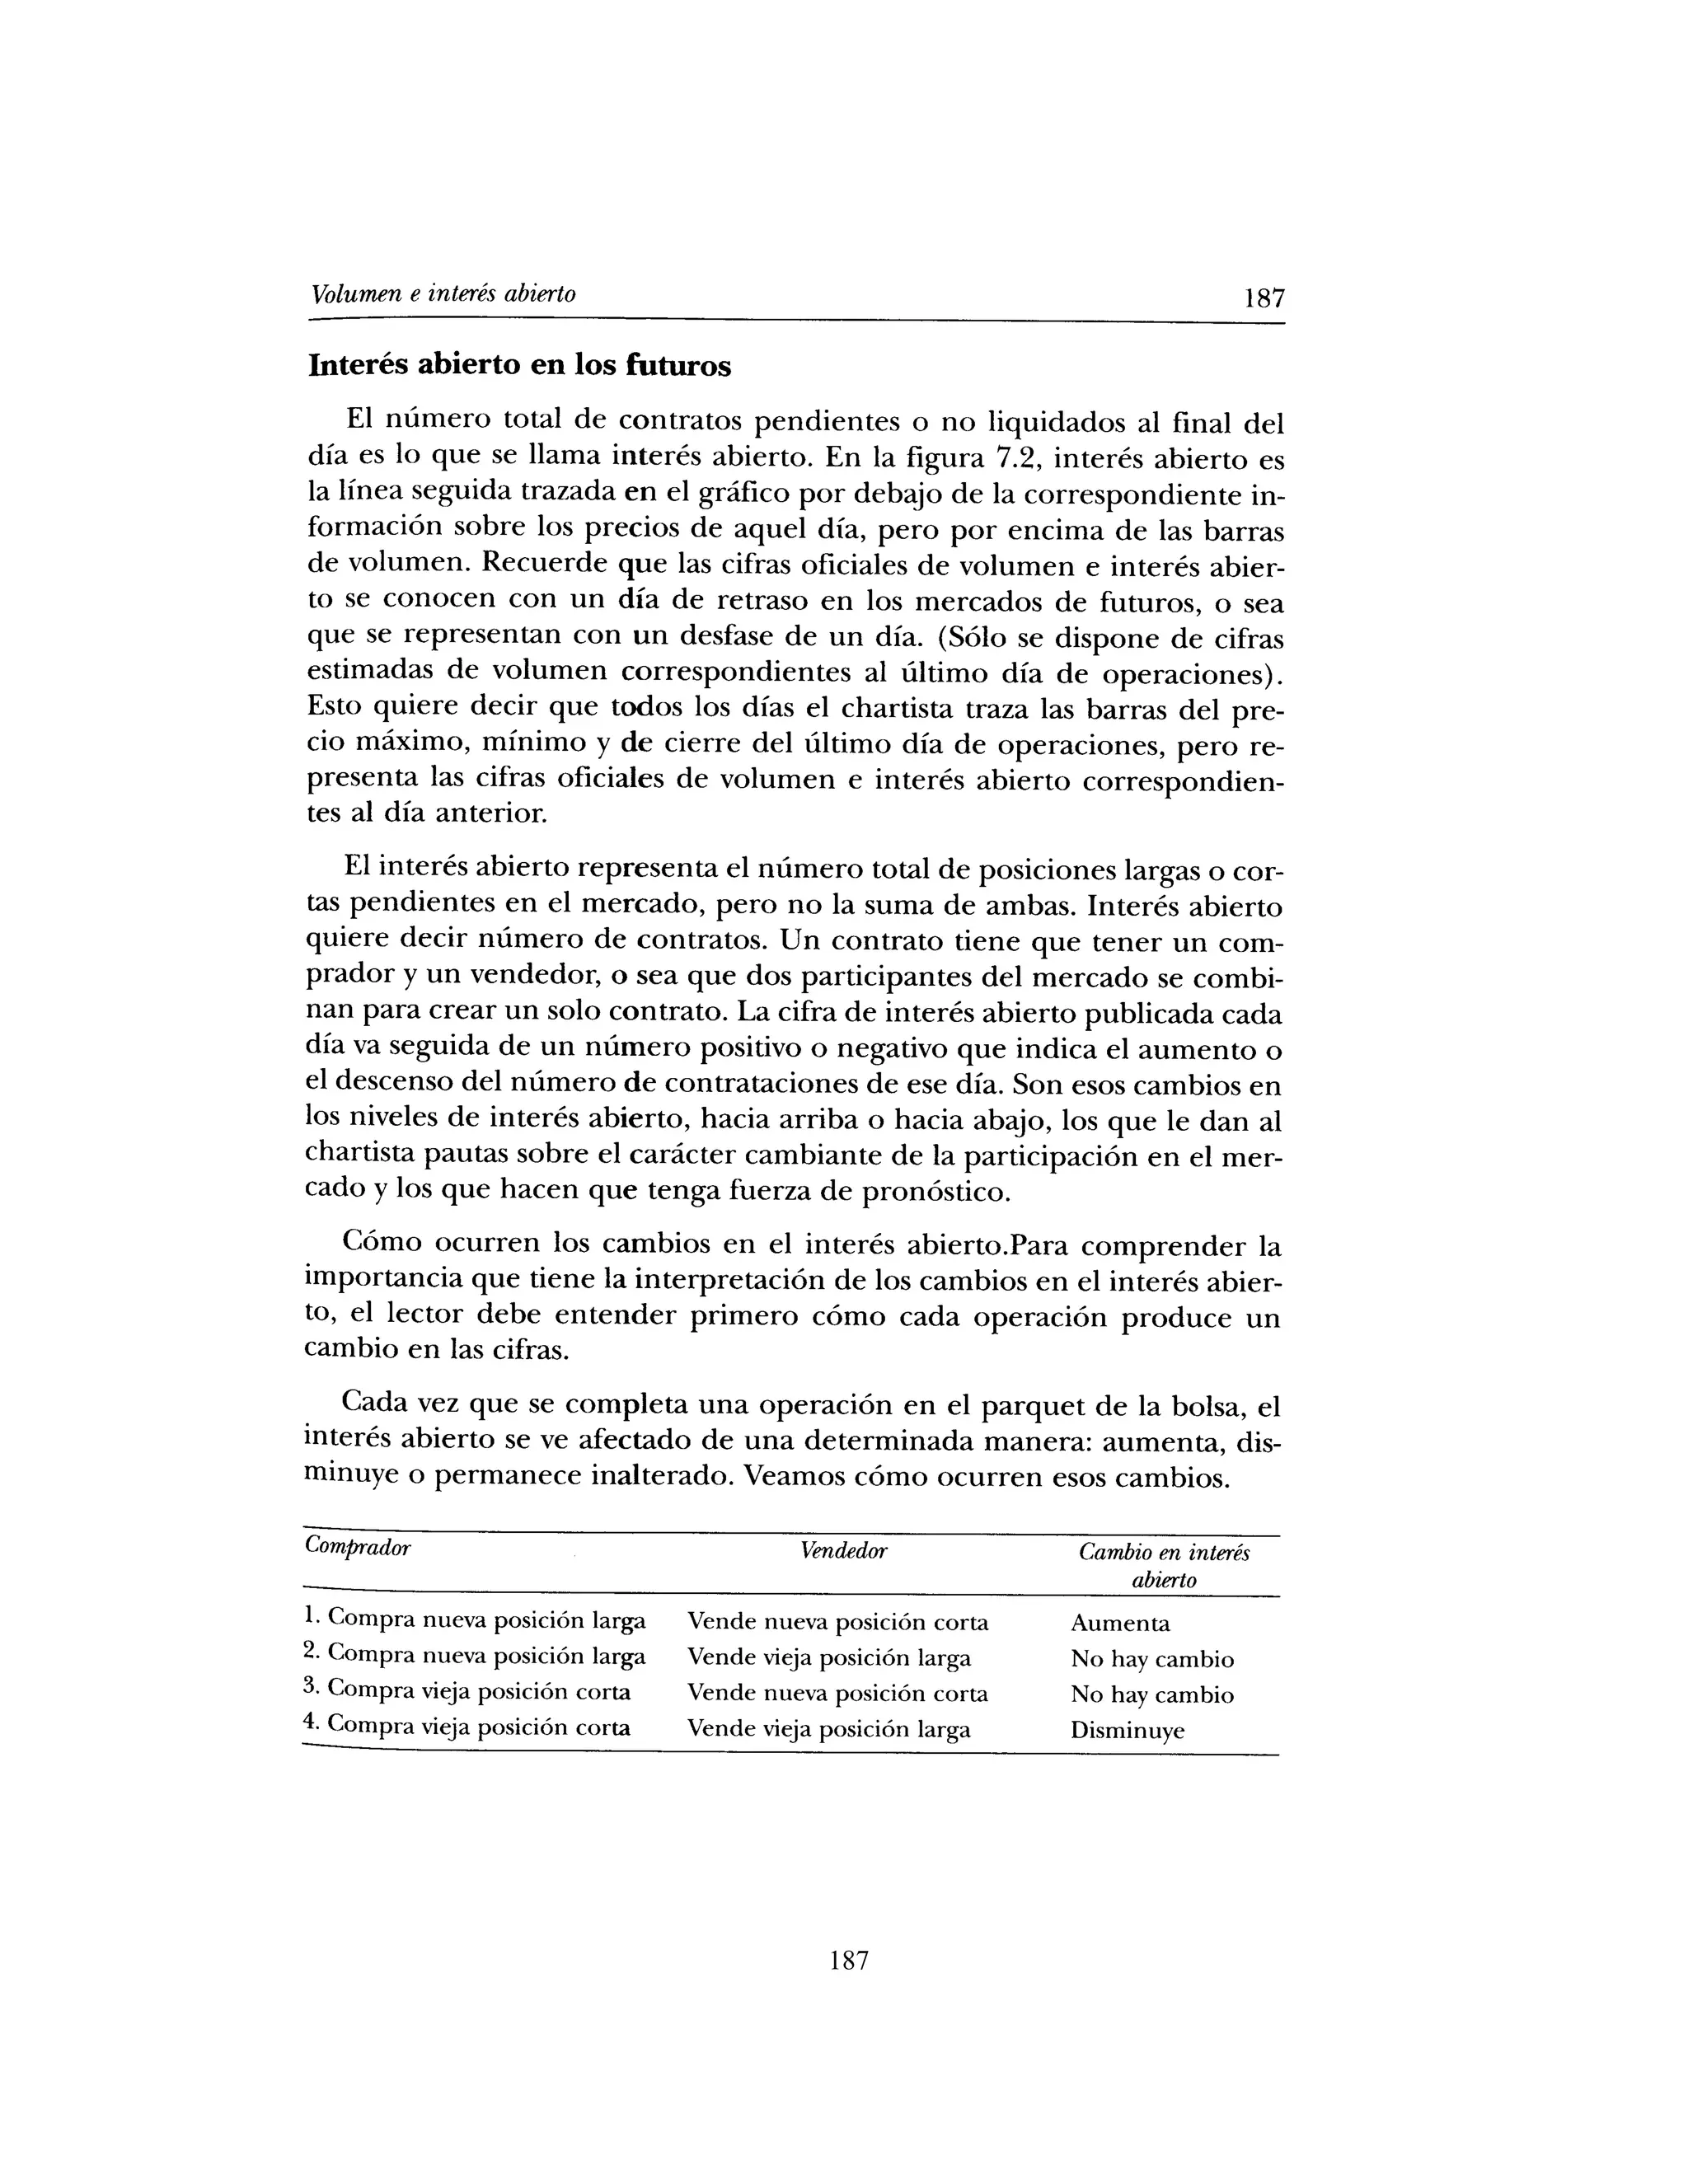 Volumen e interés abierto 187
Interés abierto en los futuros
El número total de contratos pendientes o no liquidados al final del
día es lo que se llama interés abierto. En la figura 7.2, interés abierto es
la línea seguida trazada en el gráfico por debajo de la correspondiente in-
formación sobre los precios de aquel día, pero por encima de las barras
de volumen. Recuerde que las cifras oficiales de volumen e interés abier-
to se conocen con un día de retraso en los mercados de futuros, o sea
que se representan con un desfase de un día. (Sólo se dispone de cifras
estimadas de volumen correspondientes al último día de operaciones).
Esto quiere decir que todos los días el chartista traza las barras del pre-
cio máximo, mínimo y de cierre del último día de operaciones, pero re-
presenta las cifras oficiales de volumen e interés abierto correspondien-
tes al día anterior.
El interés abierto representa el número total de posiciones largas o cor-
tas pendientes en el mercado, pero no la suma de ambas. Interés abierto
quiere decir número de contratos. Un contrato tiene que tener un com-
prador y un vendedor, o sea que dos participantes del mercado se combi-
nan para crear un solo contrato. La cifra de interés abierto publicada cada
día va seguida de un número positivo o negativo que indica el aumento o
el descenso del número de contrataciones de ese día. Son esos cambios en
los niveles de interés abierto, hacia arriba o hacia abajo, los que le dan al
chartista pautas sobre el carácter cambiante de la participación en el mer-
cado y los que hacen que tenga fuerza de pronóstico.
Cómo ocurren los cambios en el interés abierto.Para comprender la
importancia que tiene la interpretación de los cambios en el interés abier-
to, el lector debe entender primero cómo cada operación produce un
cambio en las cifras.
Cada vez que se completa una operación en el parquet de la bolsa, el
interés abierto se ve afectado de una determinada manera: aumenta, dis-
minuye o permanece inalterado. Veamos cómo ocurren esos cambios.
Comprador Vendedor Cambio en interés
abierto
1. Compra nueva posición larga Vende nueva posición corta Aumenta
2. Compra nueva posición larga Vende vieja posición larga No hay cambio
3. Compra vieja posición corta Vende nueva posición corta No hay cambio
4. Compra vieja posición corta Vende vieja posición larga Disminuye
187